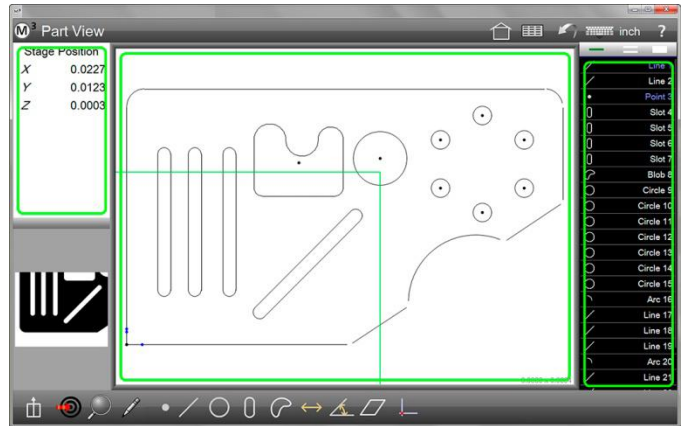 M³ Part View
inch ?
Stage Position
X 0.0227
Y 0.0123
Z 0.0003
Line
Line 2
Point 3
Slot 4
Slot 5
Slot 6
Slot 7
Blob 8
Circle 9
Circle 10
Circle 11
Circle 12
Circle 13
Circle 14
Circle 15
Arc 16
Line 17
Line 18
Line 19
Arc 20
Line 21